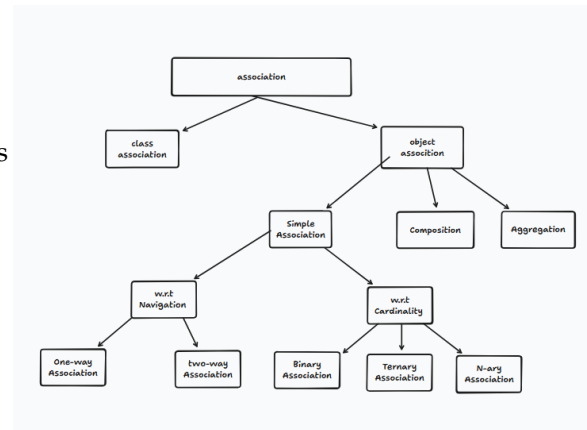 association
class
association
object
assocition
s
Simple
Association
Composition
Aggregation
w.r.t
Navigation
w.r.t
Cardinality
One-way
Association
two-way
Association
Binary
Association
Ternary
Association
N-ary
Association